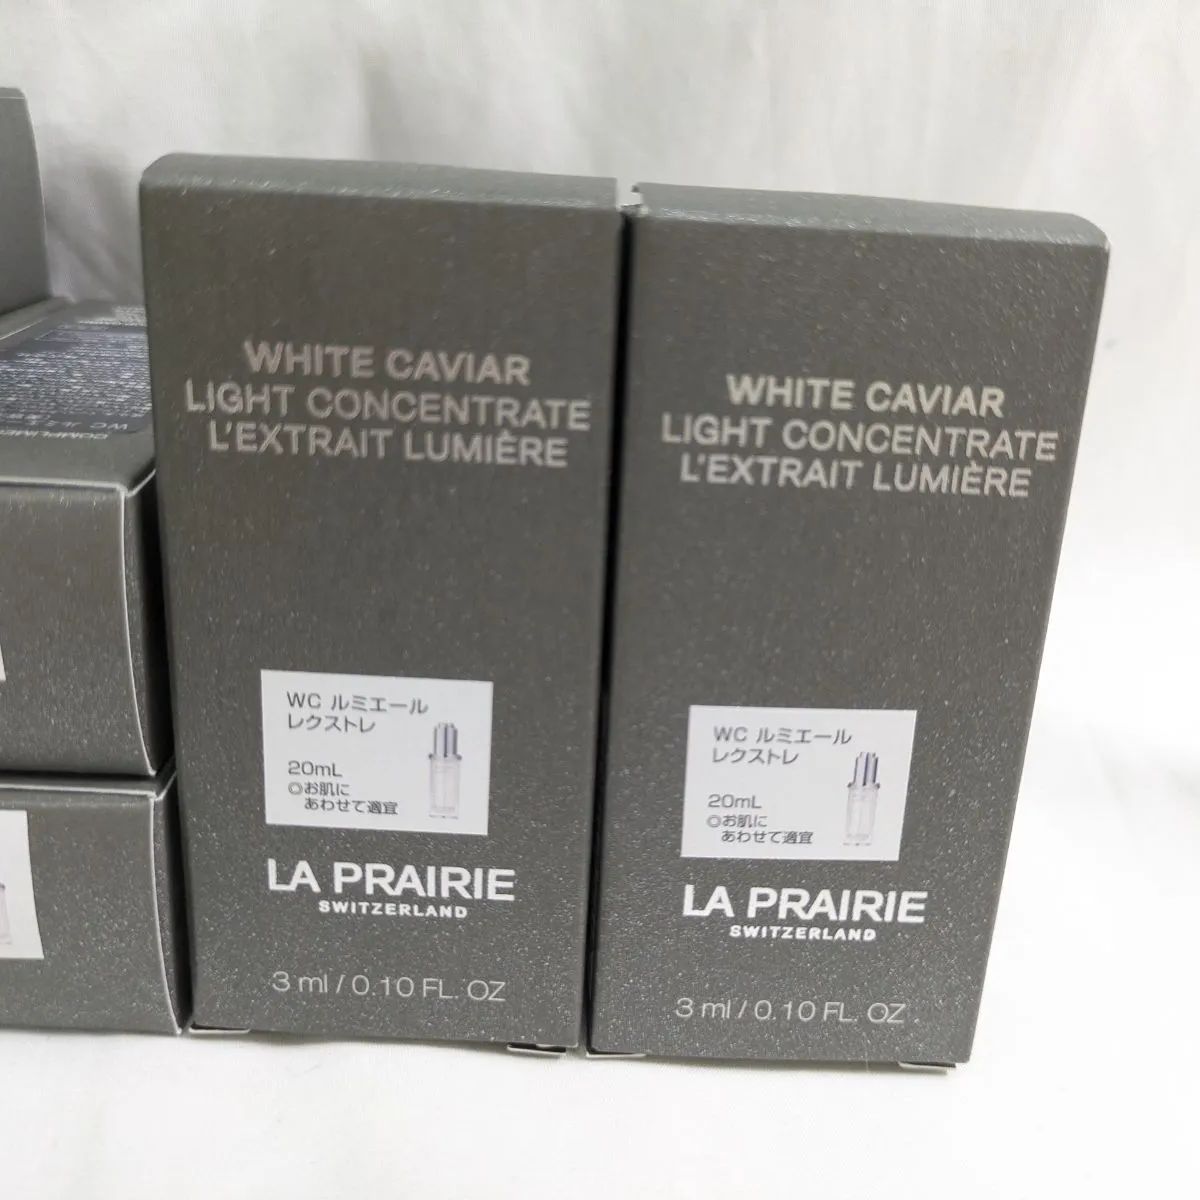 WHITE CAVIAR
LIGHT CONCENTRATE
L'EXTRAIT LUMIÈRE
WC ルミエール
レクストレ
20mL
◎お肌に
あわせて適宜
LA PRAIRIE
SWITZERLAND
3 ml / 0.10 FL. OZ
WHITE CAVIAR
LIGHT CONCENTRATE
L'EXTRAIT LUMIÈRE
WC ルミエール
レクストレ
20mL
◎お肌に
あわせて適宜
LA PRAIRIE
SWITZERLAND
3 ml / 0.10 FL. OZ